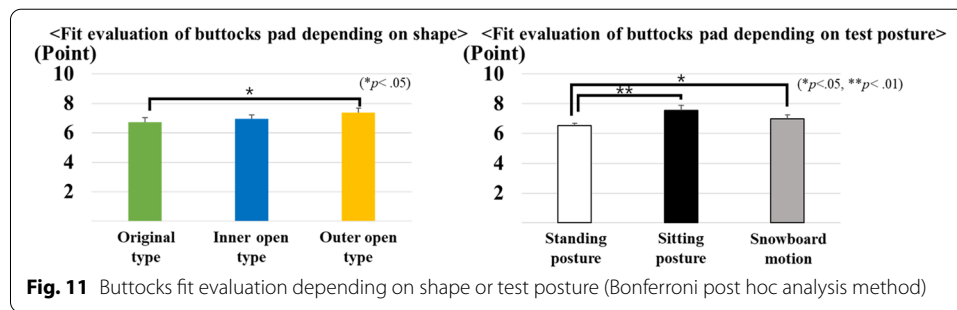 <Fit evaluation of buttocks pad depending on shape>
(Point)
10
8
6
4
2
(*p< .05)
*
Original type
Inner open type
Outer open type
<Fit evaluation of buttocks pad depending on test posture>
(Point)
10
8
6
4
2
(*p<.05, **p< .01)
*
**
Standing posture
Sitting posture
Snowboard motion
Fig. 11 Buttocks fit evaluation depending on shape or test posture (Bonferroni post hoc analysis method)